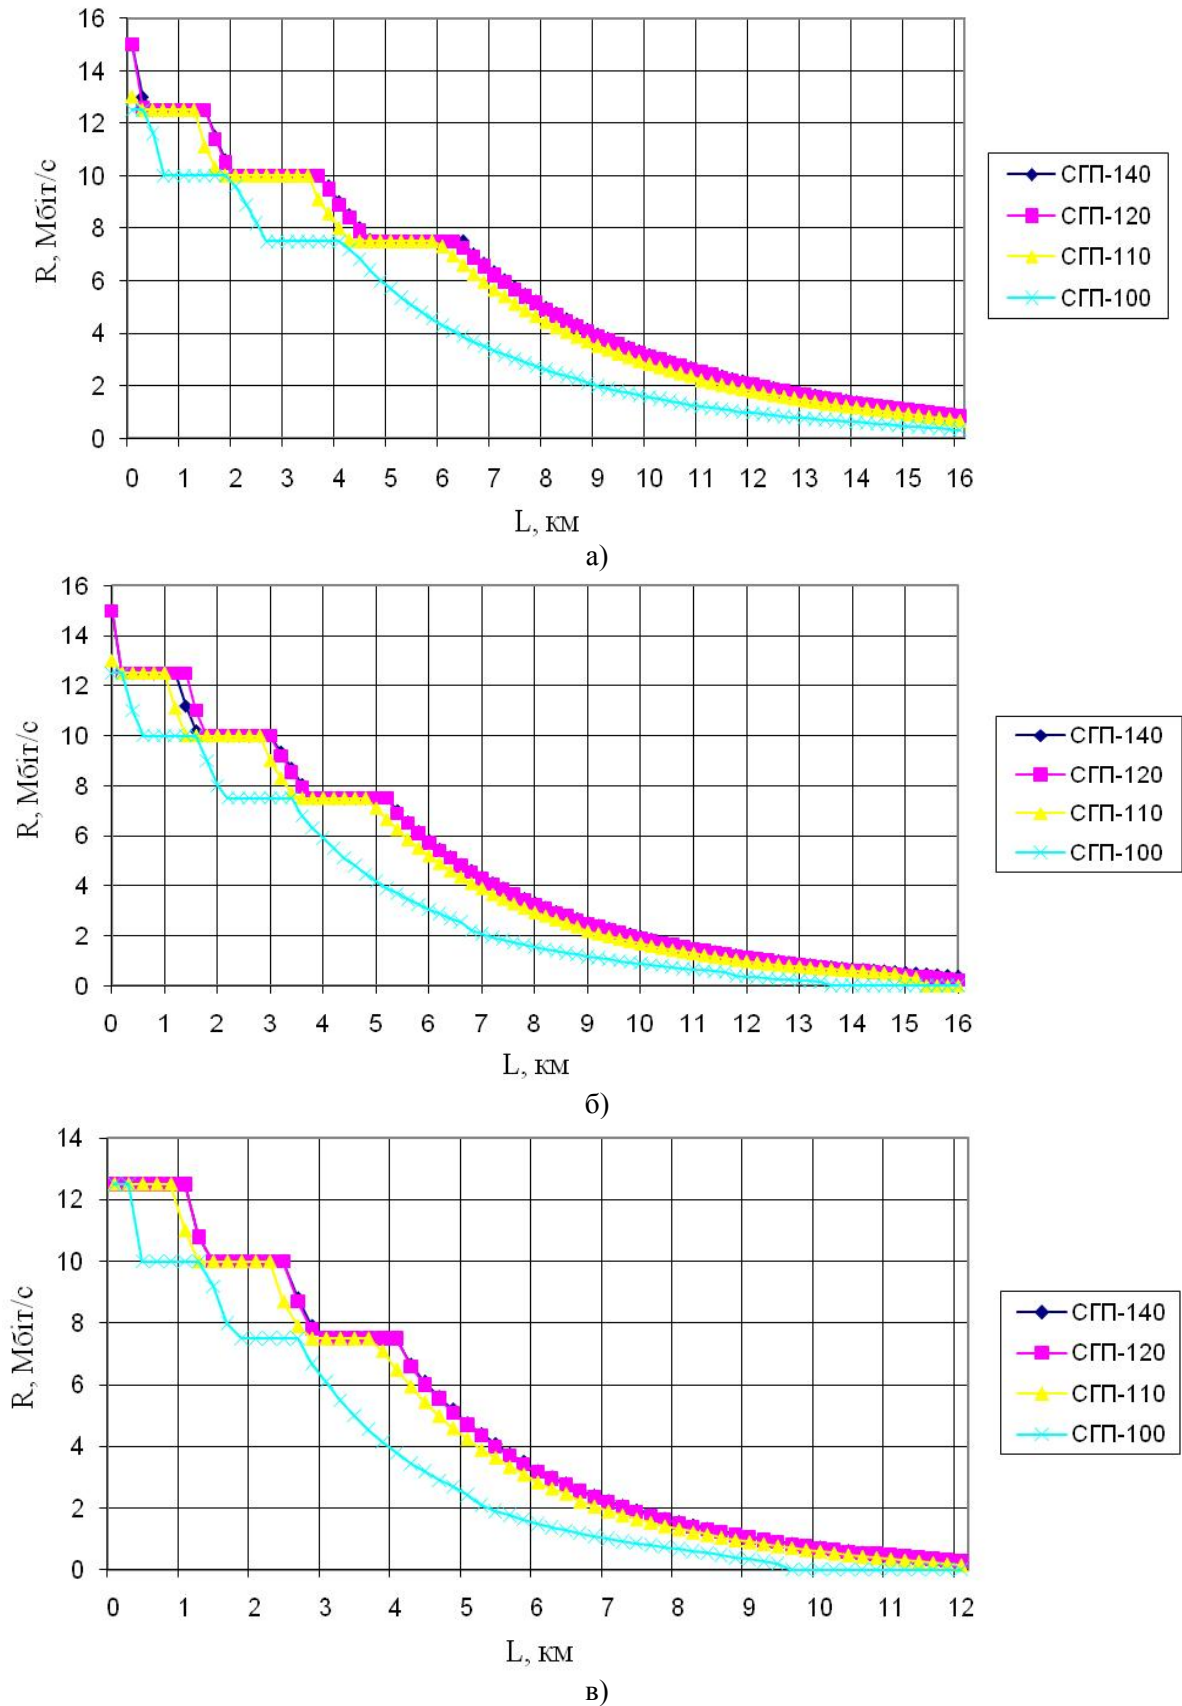 16
14
12
10
8
6
4
2
0
R, Мбіт/с
0 1 2 3 4 5 6 7 8 9 10 11 12 13 14 15 16
L, км
СГП-140
СГП-120
СГП-110
СГП-100
а)
16
14
12
10
8
6
4
2
0
R, Мбіт/с
0 1 2 3 4 5 6 7 8 9 10 11 12 13 14 15 16
L, км
СГП-140
СГП-120
СГП-110
СГП-100
б)
14
12
10
8
6
4
2
0
R, Мбіт/с
0 1 2 3 4 5 6 7 8 9 10 11 12
L, км
СГП-140
СГП-120
СГП-110
СГП-100
в)